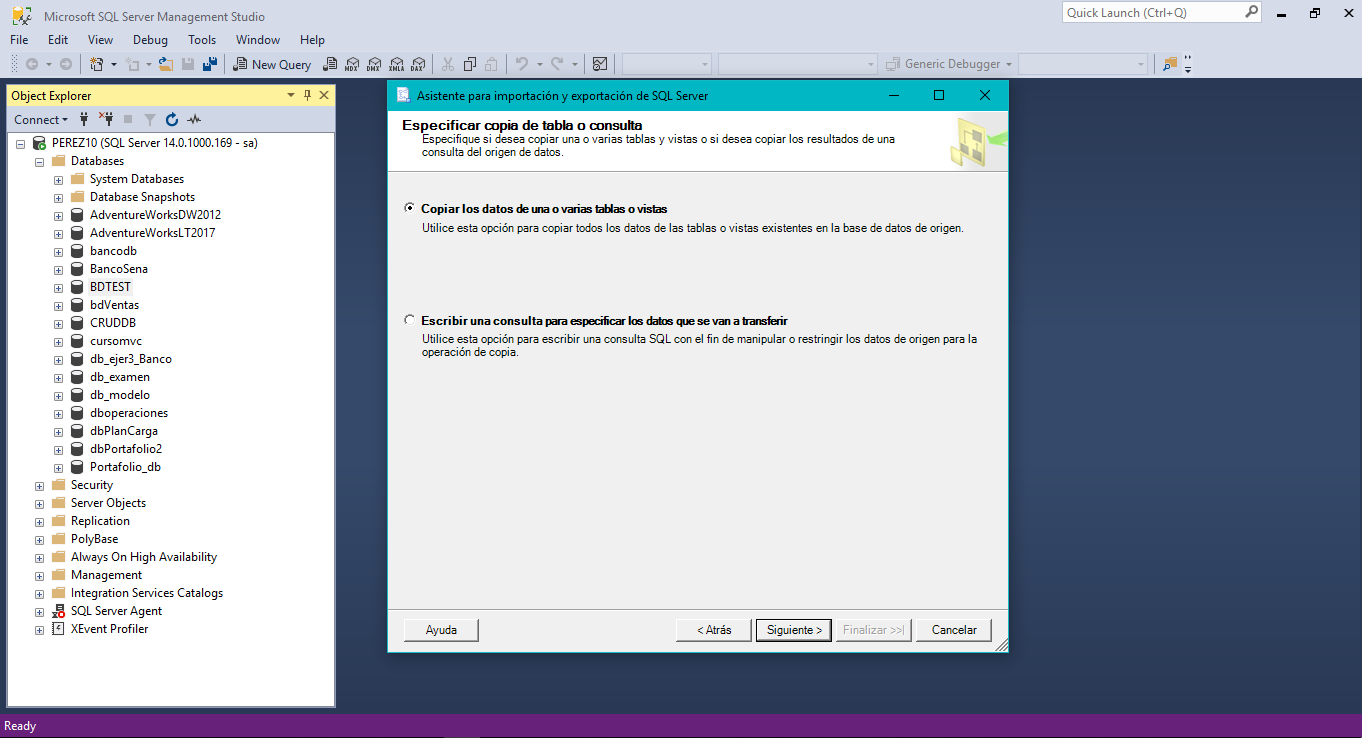 Microsoft SQL Server Management Studio
Quick Launch (Ctrl+Q)
File Edit View Debug Tools Window Help
New Query
MDX DMX XMLA DAX
Generic Debugger
Object Explorer
Connect
PEREZ10 (SQL Server 14.0.1000.169 - sa)
Databases
System Databases
Database Snapshots
AdventureWorksDW2012
AdventureWorksLT2017
bancodb
BancoSena
BDTEST
bdVentas
CRUDDB
cursomvc
db_ejer3_Banco
db_examen
db_modelo
dboperaciones
dbPlanCarga
dbPortafolio2
Portafolio_db
Security
Server Objects
Replication
PolyBase
Always On High Availability
Management
Integration Services Catalogs
SQL Server Agent
XEvent Profiler
Asistente para importación y exportación de SQL Server
Especificar copia de tabla o consulta
Especifique si desea copiar una o varias tablas y vistas o si desea copiar los resultados de una
consulta del origen de datos.
Copiar los datos de una o varias tablas o vistas
Utilice esta opción para copiar todos los datos de las tablas o vistas existentes en la base de datos de origen.
Escribir una consulta para especificar los datos que se van a transferir
Utilice esta opción para escribir una consulta SQL con el fin de manipular o restringir los datos de origen para la
operación de copia.
Ayuda < Atrás Siguiente > Finalizar >>| Cancelar
Ready